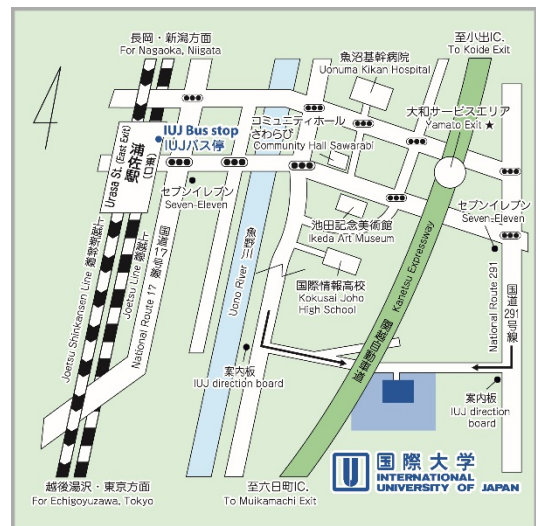 長岡・新潟方面
For Nagaoka, Niigata
至小出IC.
To Koide Exit
魚沼基幹病院
Uonuma Kikan Hospital
大和サービスエリア
Yamato Exit ★
コミュニティホール
さわらび
Community Hall Sawarabi
IUJ Bus stop
IUJバス停
浦佐駅
(東口)
Urasa St. (East Exit)
セブンイレブン
Seven-Eleven
セブンイレブン
Seven-Eleven
池田記念美術館
Ikeda Art Museum
国際情報高校
Kokusai Joho
High School
魚野川
Uono River
上越新幹線
Joetsu Shinkansen Line
上越線
Joetsu Line
国道17号線
National Route 17
Kanetsu Expressway
関越自動車道
National Route 291
国道291号線
案内板
IUJ direction
board
案内板
IUJ direction
board
越後湯沢・東京方面
For Echigoyuzawa, Tokyo
至六日町IC.
To Muikamachi Exit
国際大学
INTERNATIONAL
UNIVERSITY OF JAPAN